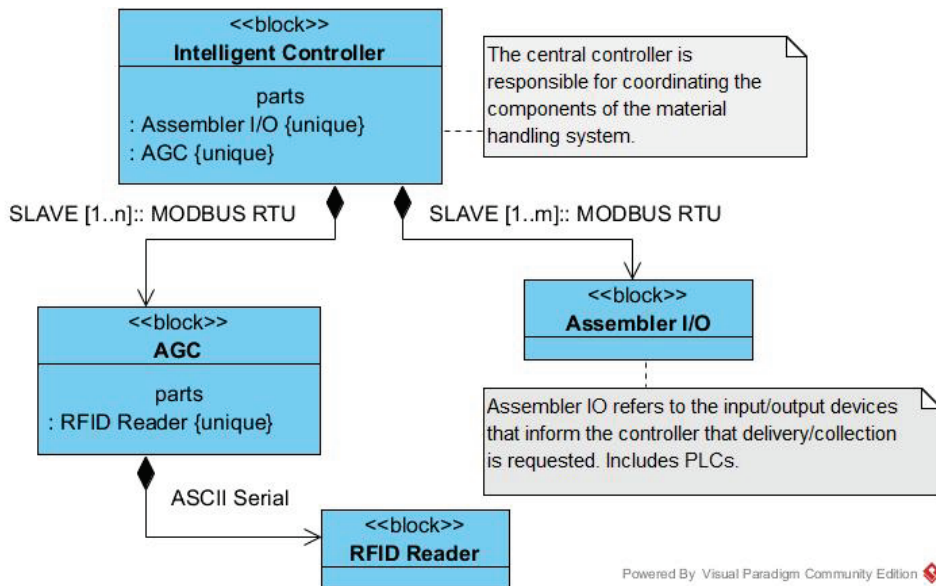 <<block>>
Intelligent Controller
parts
: Assembler I/O {unique}
: AGC {unique}
The central controller is
responsible for coordinating the
components of the material
handling system.
SLAVE [1..n]:: MODBUS RTU
SLAVE [1..m]:: MODBUS RTU
<<block>>
AGC
parts
: RFID Reader {unique}
<<block>>
Assembler I/O
Assembler IO refers to the input/output devices
that inform the controller that delivery/collection
is requested. Includes PLCs.
ASCII Serial
<<block>>
RFID Reader
Powered By Visual Paradigm Community Edition